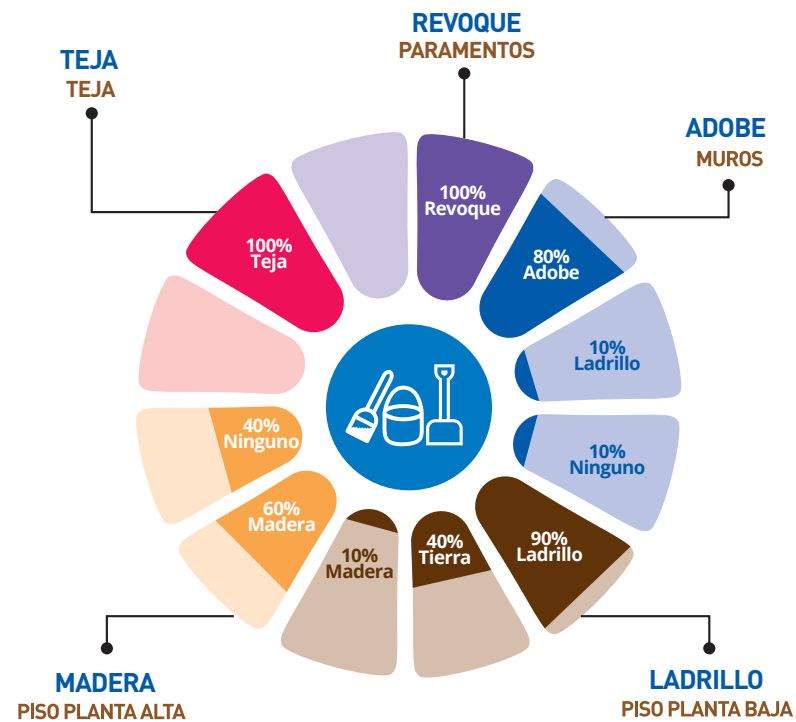 REVOQUE
PARAMENTOS
TEJA
TEJA
ADOBE
MUROS
100%
Revoque
100%
Teja
80%
Adobe
10%
Ladrillo
10%
Ninguno
40%
Ninguno
60%
Madera
10%
Madera
40%
Tierra
90%
Ladrillo
MADERA
PISO PLANTA ALTA
LADRILLO
PISO PLANTA BAJA